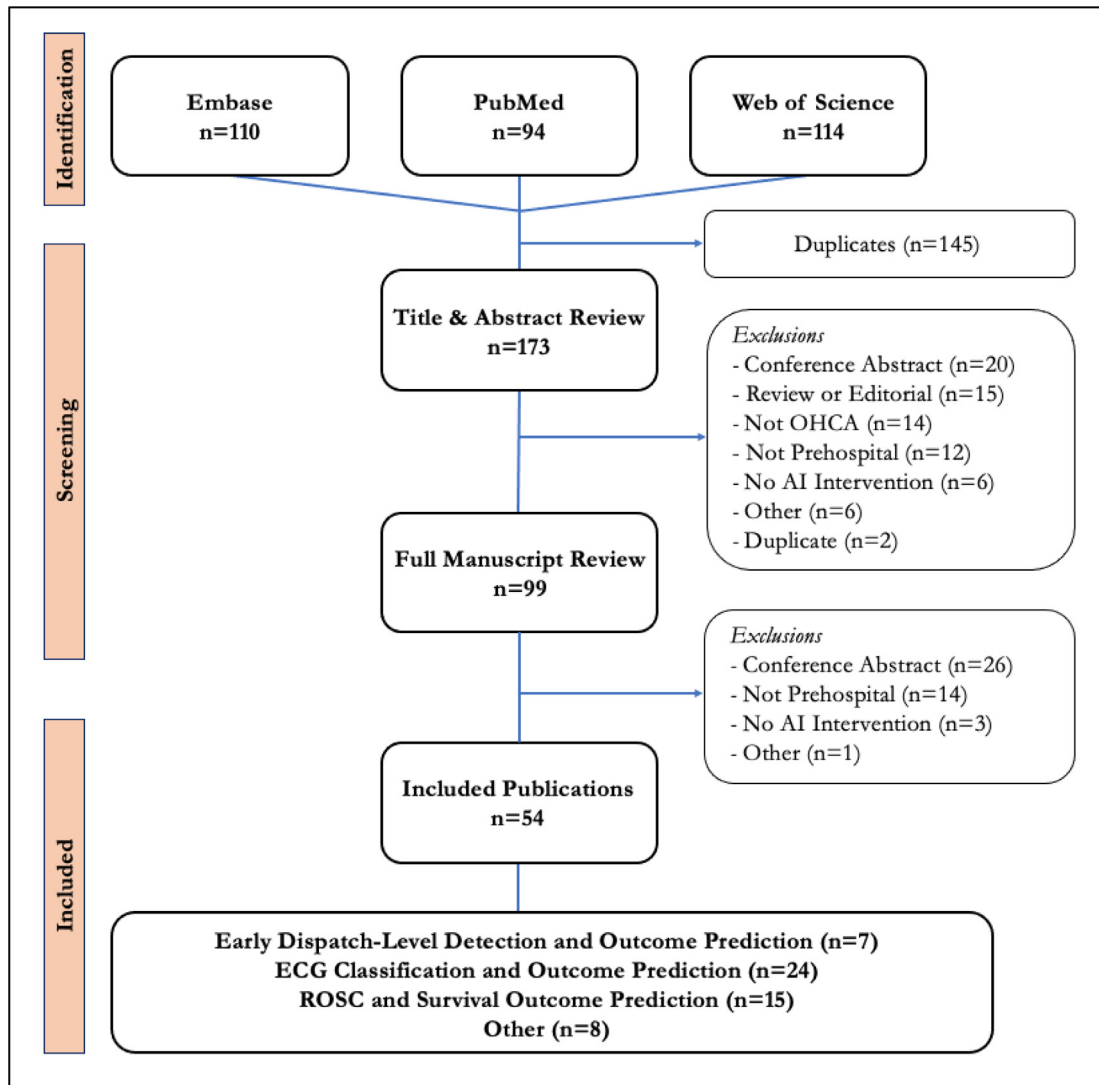 Identification
Embase
n=110
PubMed
n=94
Web of Science
n=114
Duplicates (n=145)
Screening
Title & Abstract Review
n=173
Exclusions
- Conference Abstract (n=20)
- Review or Editorial (n=15)
- Not OHCA (n=14)
- Not Prehospital (n=12)
- No AI Intervention (n=6)
- Other (n=6)
- Duplicate (n=2)
Full Manuscript Review
n=99
Exclusions
- Conference Abstract (n=26)
- Not Prehospital (n=14)
- No AI Intervention (n=3)
- Other (n=1)
Included
Included Publications
n=54
Early Dispatch-Level Detection and Outcome Prediction (n=7)
ECG Classification and Outcome Prediction (n=24)
ROSC and Survival Outcome Prediction (n=15)
Other (n=8)